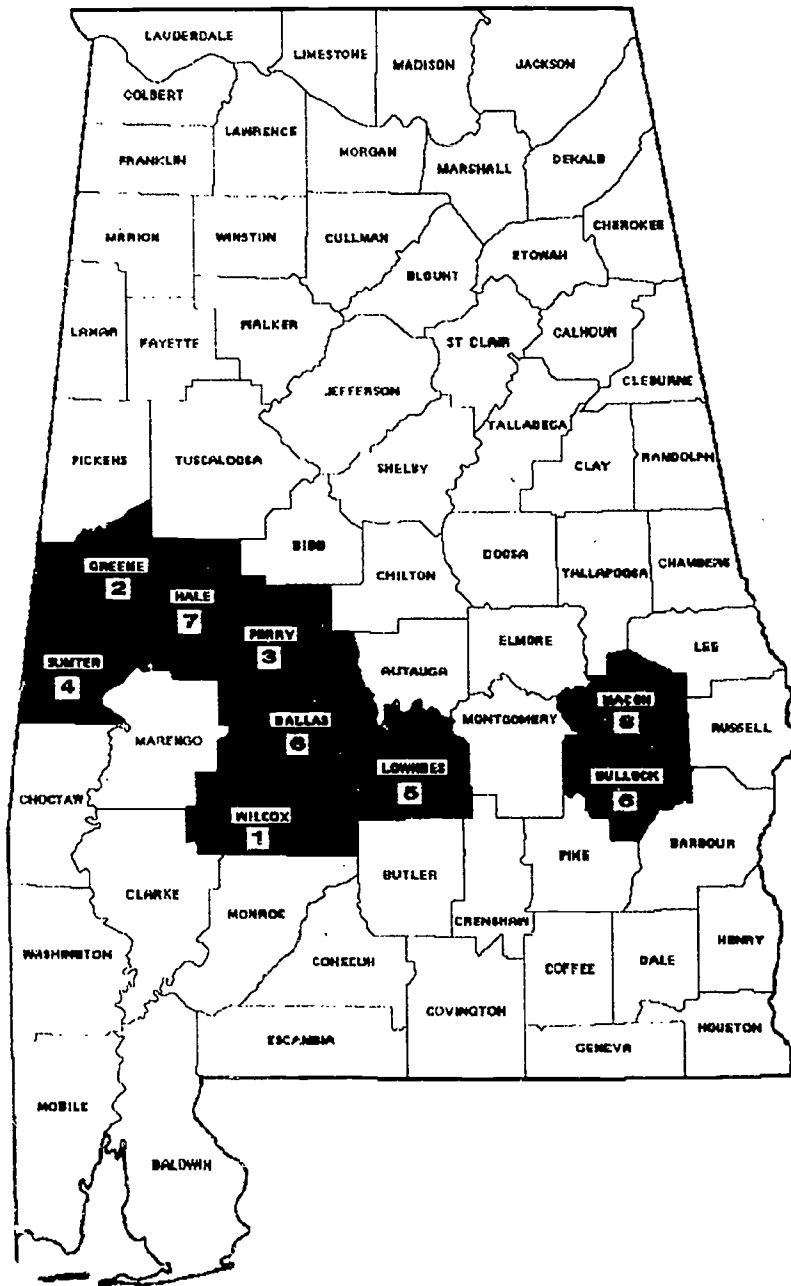 LAUDERDALE
LIMESTONE
MADISON
JACKSON
COLBERT
LAWRENCE
FRANKLIN
MORGAN
MARSHALL
DEKALB
MARION
WINSTON
CULLMAN
BLOUNT
ETOWAH
CHEROKEE
LAMAR
FAYETTE
WALKER
JEFFERSON
ST CLAIR
CALHOUN
CLEBURNE
PICKENS
TUSCALOOSA
SHELBY
TALLADEGA
CLAY
RANDOLPH
BIBB
CHILTON
COOSA
TALLAPOOSA
CHAMBERS
GREENE
2
HALE
7
PERRY
3
AUTAUGA
ELMORE
LEE
SUMTER
4
MARENGO
DALLAS
6
LOWNDES
5
MONTGOMERY
MACON
8
RUSSELL
BULLOCK
6
CHOCTAW
WILCOX
1
CLARKE
MONROE
BUTLER
CRENSHAW
PIKE
BARBOUR
WASHINGTON
CONECUH
COVINGTON
COFFEE
DALE
HENRY
ESCAMBIA
GENEVA
HOUSTON
MOBILE
BALDWIN